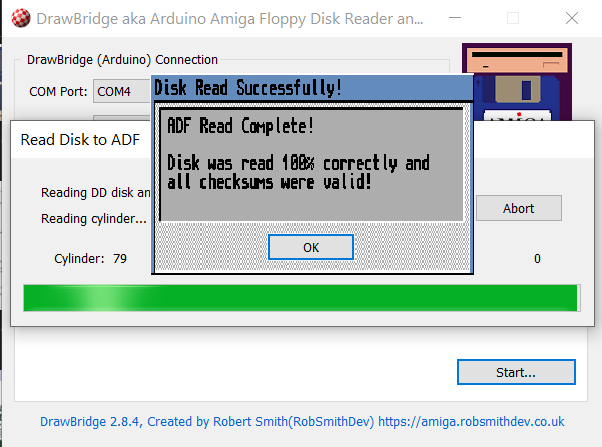 DrawBridge aka Arduino Amiga Floppy Disk Reader an...
DrawBridge (Arduino) Connection
COM Port: COM4
Disk Read Successfully!
ADF Read Complete!
Disk was read 100% correctly and
all checksums were valid!
OK
Read Disk to ADF
Reading DD disk an
Reading cylinder...
Abort
Cylinder: 79
0
Start...
DrawBridge 2.8.4, Created by Robert Smith(RobSmithDev) https://amiga.robsmithdev.co.uk